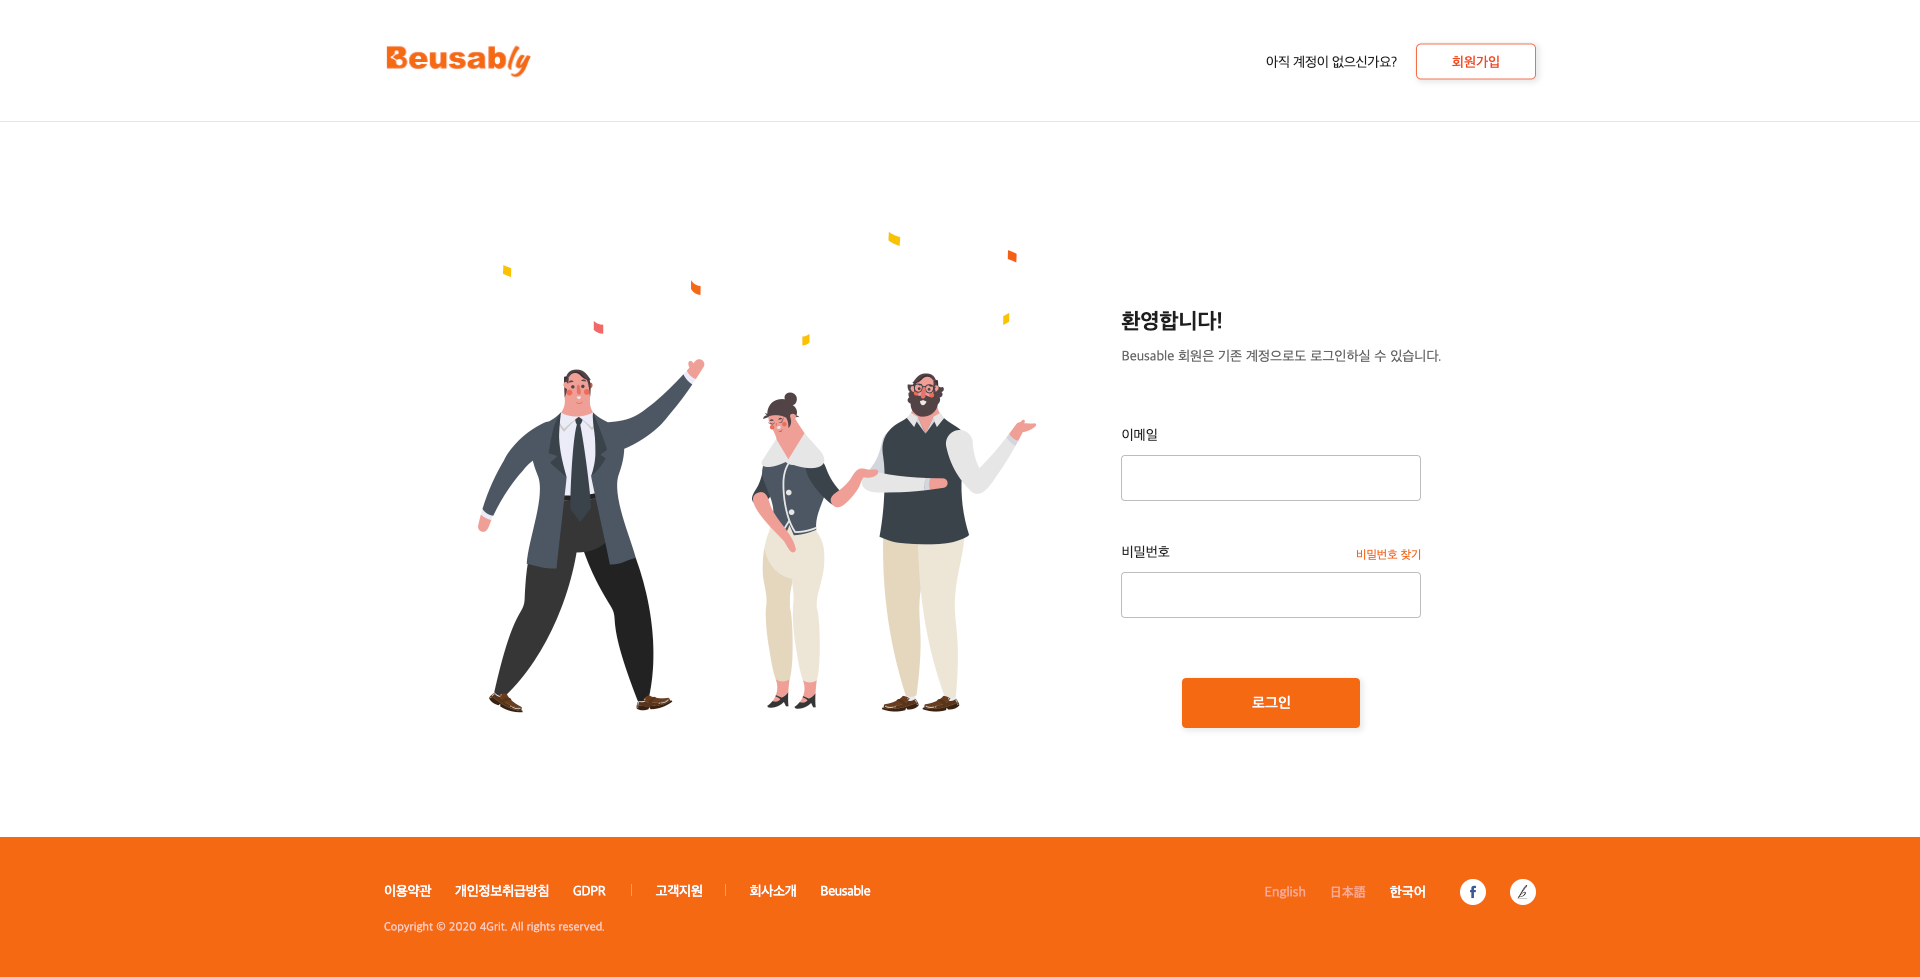 Beusably
아직 계정이 없으신가요? 회원가입
환영합니다!
Beusable 회원은 기존 계정으로도 로그인하실 수 있습니다.
이메일
비밀번호 비밀번호 찾기
로그인
이용약관 개인정보취급방침 GDPR 고객지원 회사소개 Beusable English 日本語 한국어 f b
Copyright © 2020 4Grit. All rights reserved.